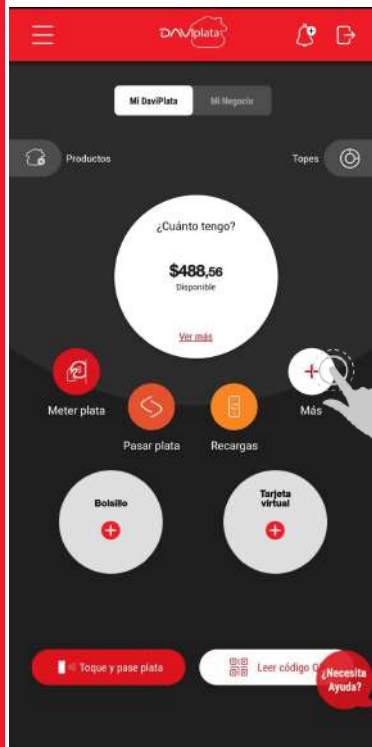 DAVIplata
Mi DaviPlata
Mi Negocio
Productos
Topes
¿Cuánto tengo?
$488,56
Disponible
Ver más
Meter plata
Más
Pasar plata
Recargas
Bolsillo
Tarjeta
virtual
Toque y pase plata
Leer código Q
¿Necesita
Ayuda?